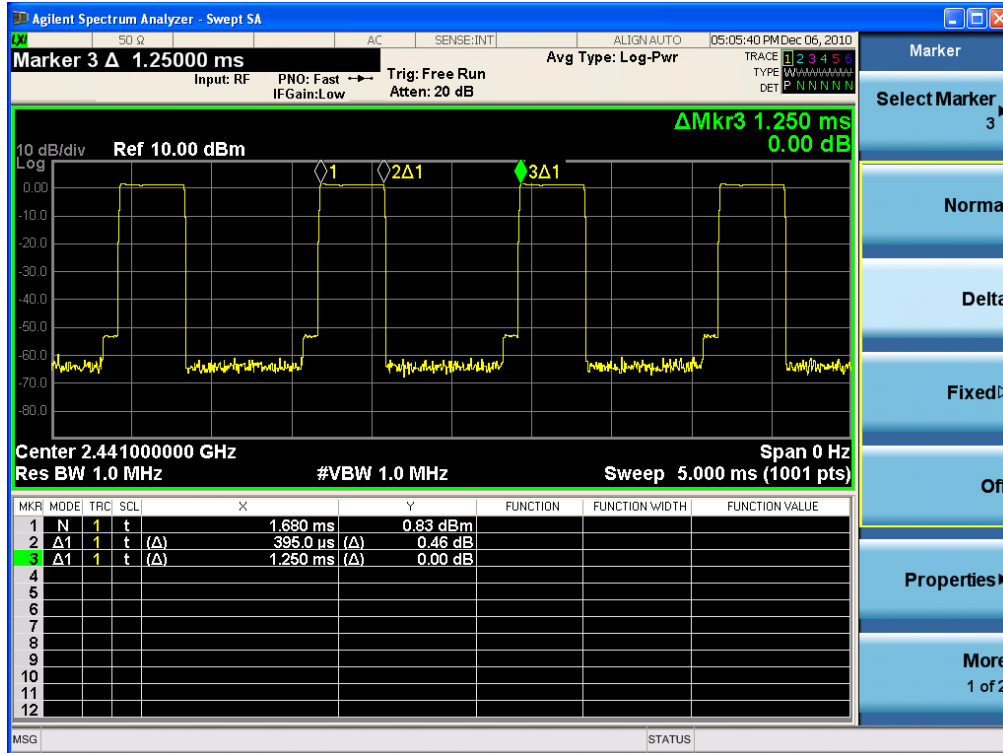 Agilent Spectrum Analyzer - Swept SA
LXI 50 Ω AC SENSE:INT ALIGN AUTO 05:05:40 PM Dec 06, 2010
Marker 3 Δ 1.25000 ms
Input: RF PNO: Fast Trig: Free Run Avg Type: Log-Pwr TRACE 1 2 3 4 5 6
IFGain:Low Atten: 20 dB TYPE
DET P N N N N N
ΔMkr3 1.250 ms
0.00 dB
10 dB/div Ref 10.00 dBm
Log
1 2Δ1 3Δ1
0.00
-10.0
-20.0
-30.0
-40.0
-50.0
-60.0
-70.0
-80.0
Center 2.441000000 GHz Span 0 Hz
Res BW 1.0 MHz #VBW 1.0 MHz Sweep 5.000 ms (1001 pts)
MKR MODE TRC SCL X Y FUNCTION FUNCTION WIDTH FUNCTION VALUE
1 N 1 t 1.680 ms 0.83 dBm
2 Δ1 1 t (Δ) 395.0 µs (Δ) 0.46 dB
3 Δ1 1 t (Δ) 1.250 ms (Δ) 0.00 dB
4
5
6
7
8
9
10
11
12
MSG STATUS
Marker
Select Marker
3
Norma
Delta
Fixed
Of
Properties
More
1 of 2